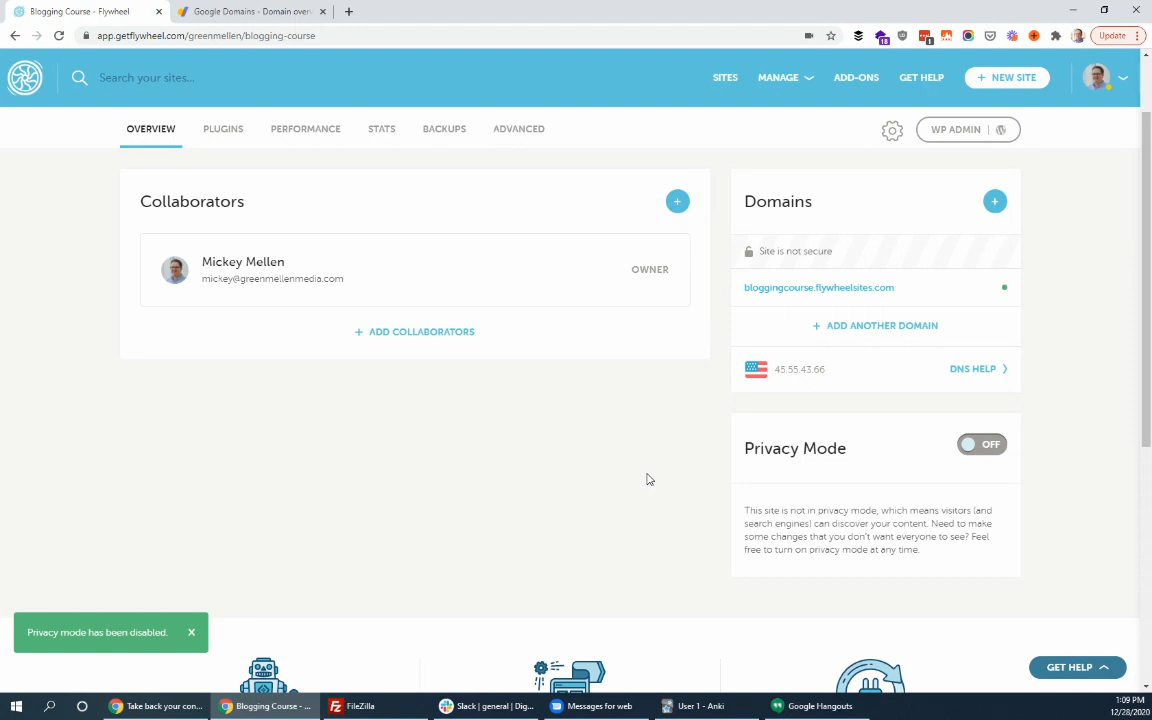 Blogging Course - Flywheel
Google Domains - Domain over
app.getflywheel.com/greenmellen/blogging-course
18
1
Update
Search your sites...
SITES
MANAGE
ADD-ONS
GET HELP
+ NEW SITE
OVERVIEW
PLUGINS
PERFORMANCE
STATS
BACKUPS
ADVANCED
WP ADMIN
Collaborators
+
Mickey Mellen
mickey@greenmellenmedia.com
OWNER
+ ADD COLLABORATORS
Domains
+
Site is not secure
bloggingcourse.flywheelsites.com
+ ADD ANOTHER DOMAIN
45.55.43.66
DNS HELP
Privacy Mode
OFF
This site is not in privacy mode, which means visitors (and
search engines) can discover your content. Need to make
some changes that you don't want everyone to see? Feel
free to turn on privacy mode at any time.
Privacy mode has been disabled.
X
GET HELP
Take back your con...
Blogging Course - ...
FileZilla
Slack | general | Dig...
Messages for web
User 1 - Anki
Google Hangouts
1:09 PM
12/28/2020